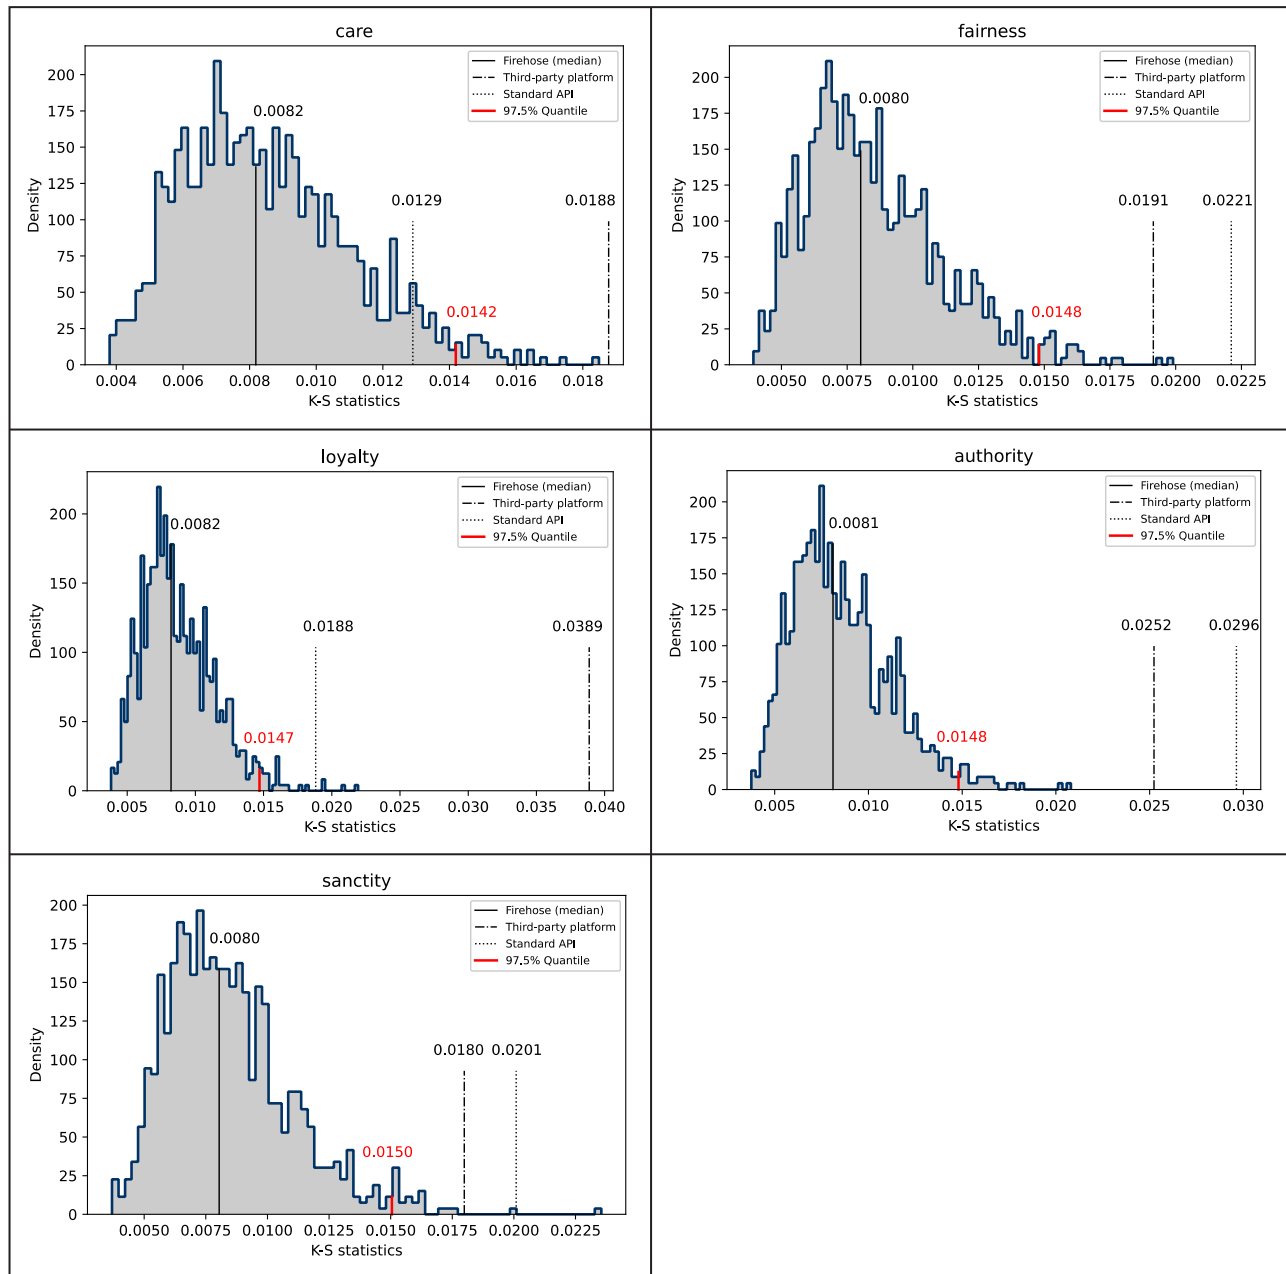 care
Firehose (median)
Third-party platform
Standard API
97.5% Quantile
0.0082
0.0129
0.0188
0.0142
Density
200
175
150
125
100
75
50
25
0
0.004 0.006 0.008 0.010 0.012 0.014 0.016 0.018
K-S statistics
fairness
Firehose (median)
Third-party platform
Standard API
97.5% Quantile
0.0080
0.0191
0.0221
0.0148
Density
200
175
150
125
100
75
50
25
0
0.0050 0.0075 0.0100 0.0125 0.0150 0.0175 0.0200 0.0225
K-S statistics
loyalty
Firehose (median)
Third-party platform
Standard API
97.5% Quantile
0.0082
0.0188
0.0389
0.0147
Density
200
150
100
50
0
0.005 0.010 0.015 0.020 0.025 0.030 0.035 0.040
K-S statistics
authority
Firehose (median)
Third-party platform
Standard API
97.5% Quantile
0.0081
0.0252
0.0296
0.0148
Density
200
175
150
125
100
75
50
25
0
0.005 0.010 0.015 0.020 0.025 0.030
K-S statistics
sanctity
Firehose (median)
Third-party platform
Standard API
97.5% Quantile
0.0080
0.0180
0.0201
0.0150
Density
200
175
150
125
100
75
50
25
0
0.0050 0.0075 0.0100 0.0125 0.0150 0.0175 0.0200 0.0225
K-S statistics